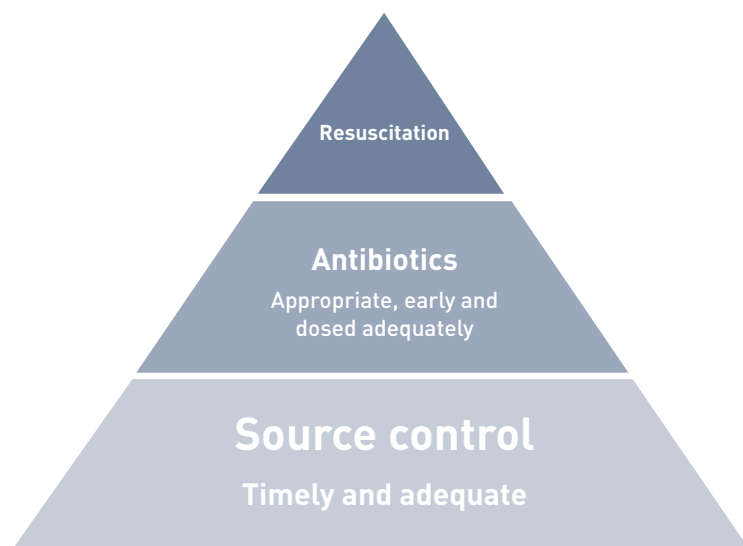 Resuscitation
Antibiotics
Appropriate, early and
dosed adequately
Source control
Timely and adequate